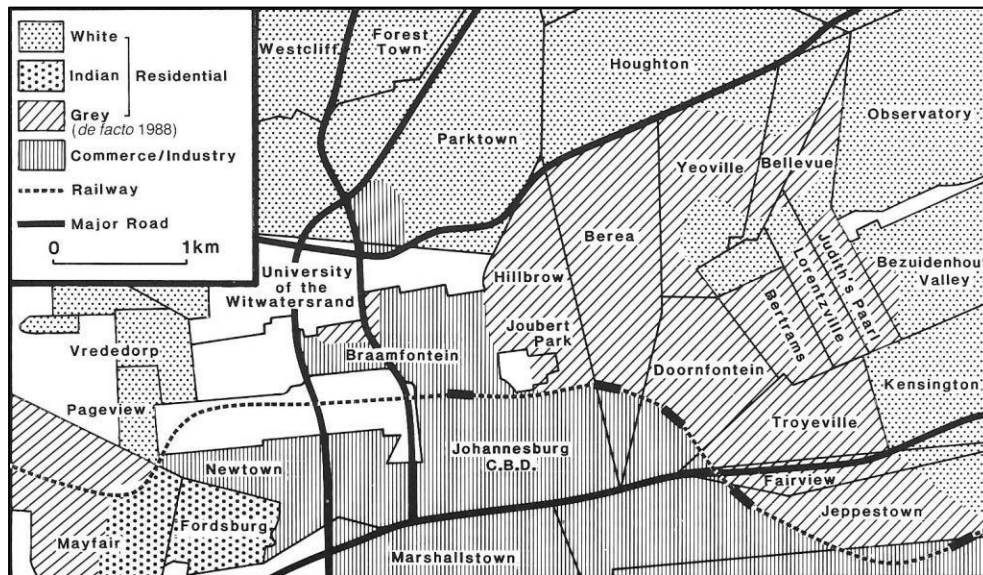 White
Indian
Residential
Grey
(de facto 1988)
Commerce/Industry
Railway
Major Road
0 1km
Westcliff
Forest
Town
Houghton
Observatory
Parktown
Yeoville
Bellevue
Berea
University
of the
Witwatersrand
Hillbrow
Judith's Paarl
Lorentzville
Bezuidenhout
Valley
Bertrams
Vrededorp
Braamfontein
Joubert
Park
Doornfontein
Kensington
Pageview
Troyeville
Johannesburg
C.B.D.
Newtown
Fairview
Jeppestown
Fordsburg
Mayfair
Marshallstown